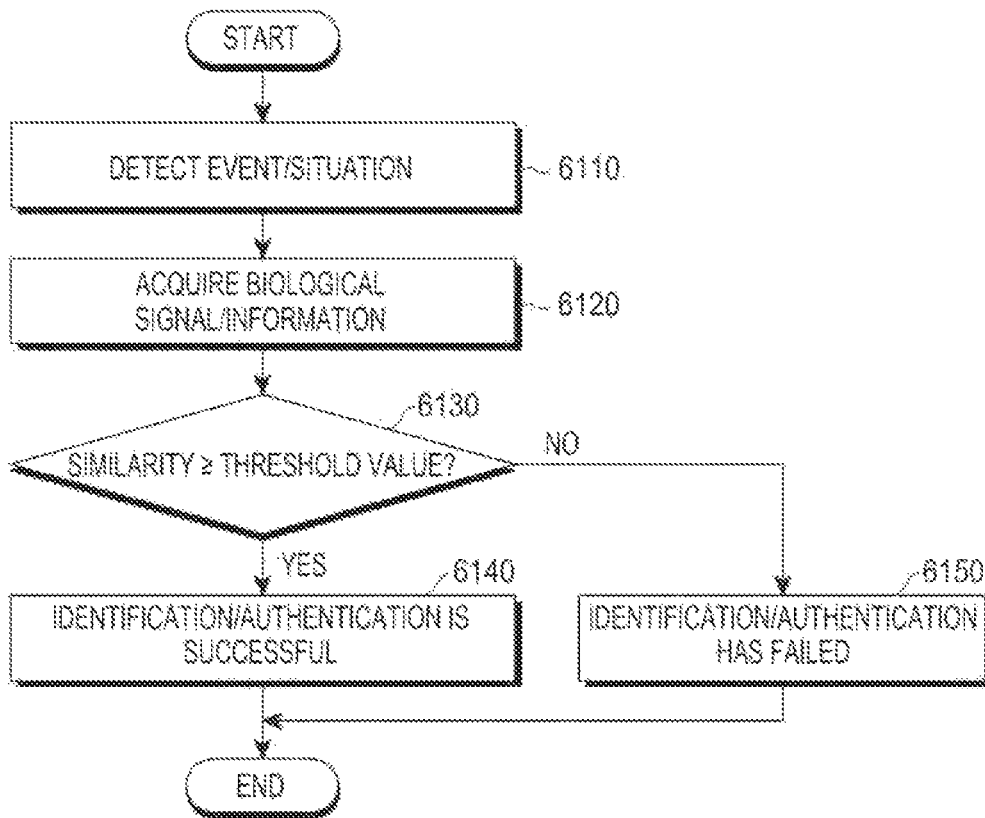 START
DETECT EVENT/SITUATION
6110
ACQUIRE BIOLOGICAL
SIGNAL/INFORMATION
6120
6130
SIMILARITY ≥ THRESHOLD VALUE?
NO
YES
6140
IDENTIFICATION/AUTHENTICATION IS
SUCCESSFUL
6150
IDENTIFICATION/AUTHENTICATION
HAS FAILED
END